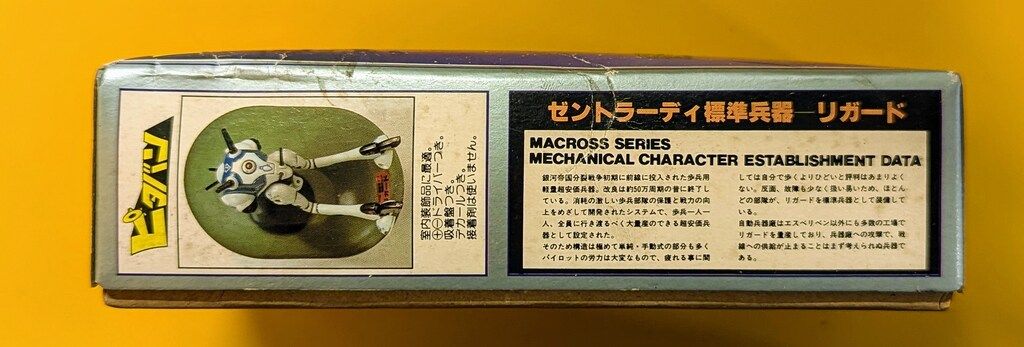 室内装飾品に最適。
⊕⊖ドライバーつき。
吸着盤つき。
デカールつき。
接着剤は使いません。
ゼントラーディ標準兵器 リガード
MACROSS SERIES
MECHANICAL CHARACTER ESTABLISHMENT DATA
銀河帝国分裂戦争初期に前線に投入された歩兵用
軽量超安価兵器。改良は約50万周期の昔に終了し
ている。消耗の激しい歩兵部隊の保護と戦力の向
上をめざして開発されたシステムで、歩兵一人一
人、全員に行き渡るべく大量産のできる超安価兵
器として設定された。
そのため構造は極めて単純・手動式の部分も多く
パイロットの労力は大変なもので、疲れる事に関
しては自分で歩くよりひどいと評判はあまりよく
ない。反面、故障も少なく扱い易いため、ほとん
どの部隊が、リガードを標準兵器として装備して
いる。
自動兵器廠はエスベリベン以外にも多数の工場で
リガードを量産しており、兵器廠への攻撃で、戦
線への供給が止まることはまず考えられぬ兵器で
ある。